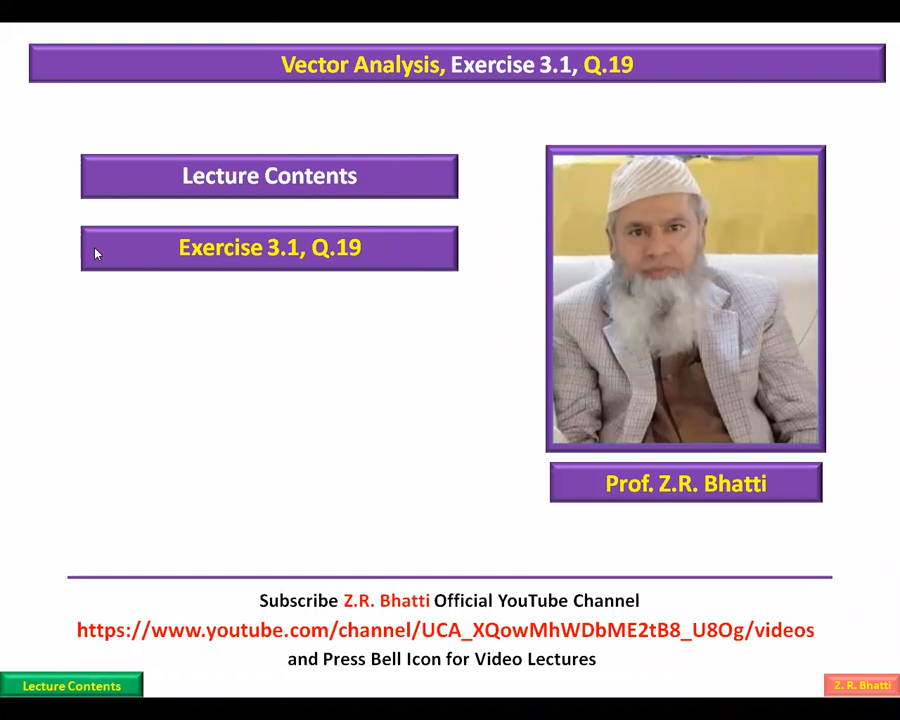 Vector Analysis, Exercise 3.1, Q.19
Lecture Contents
Exercise 3.1, Q.19
Prof. Z.R. Bhatti
Subscribe Z.R. Bhatti Official YouTube Channel
https://www.youtube.com/channel/UCA_XQowMhWDbME2tB8_U8Og/videos
and Press Bell Icon for Video Lectures
Lecture Contents
Z. R. Bhatti